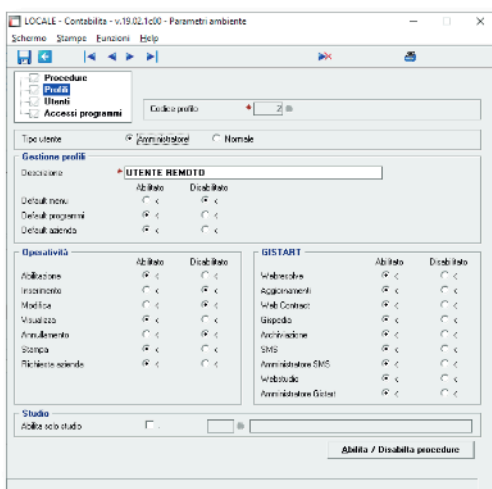 LOCALE - Contabilita - v.19.02.1c00 - Parametri ambiente
Schermo Stampe Funzioni Help
Procedure
Profili
Utenti
Accessi programmi
Codice profilo * 2
Tipo utente Amministratore Normale
Gestione profili
Descrizione * UTENTE REMOTO
Abilitato Disabilitato
Default menu
Default programmi
Default azienda
Operatività
Abilitato Disabilitato
Abilitazione
Inserimento
Modifica
Visualizza
Annullamento
Stampa
Richiesta azienda
GISTART
Abilitato Disabilitato
Webresolve
Aggiornamenti
Web Contract
Gispedia
Archiviazione
SMS
Amministratore SMS
Webstudio
Amministratore Gistart
Studio
Abilita solo studio
Abilita / Disabilita procedure